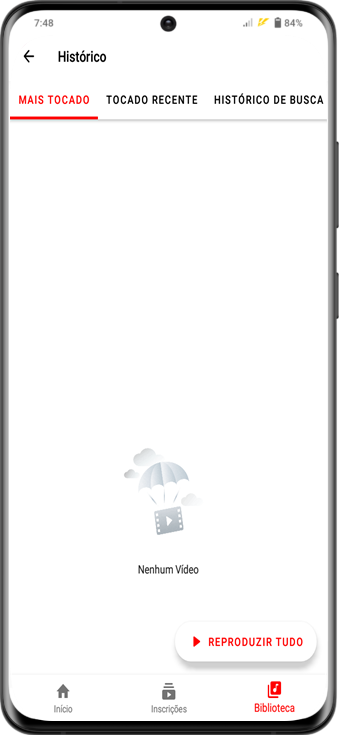 7:48
84%
Histórico
MAIS TOCADO
TOCADO RECENTE
HISTÓRICO DE BUSCA
Nenhum Vídeo
REPRODUZIR TUDO
Início
Inscrições
Biblioteca